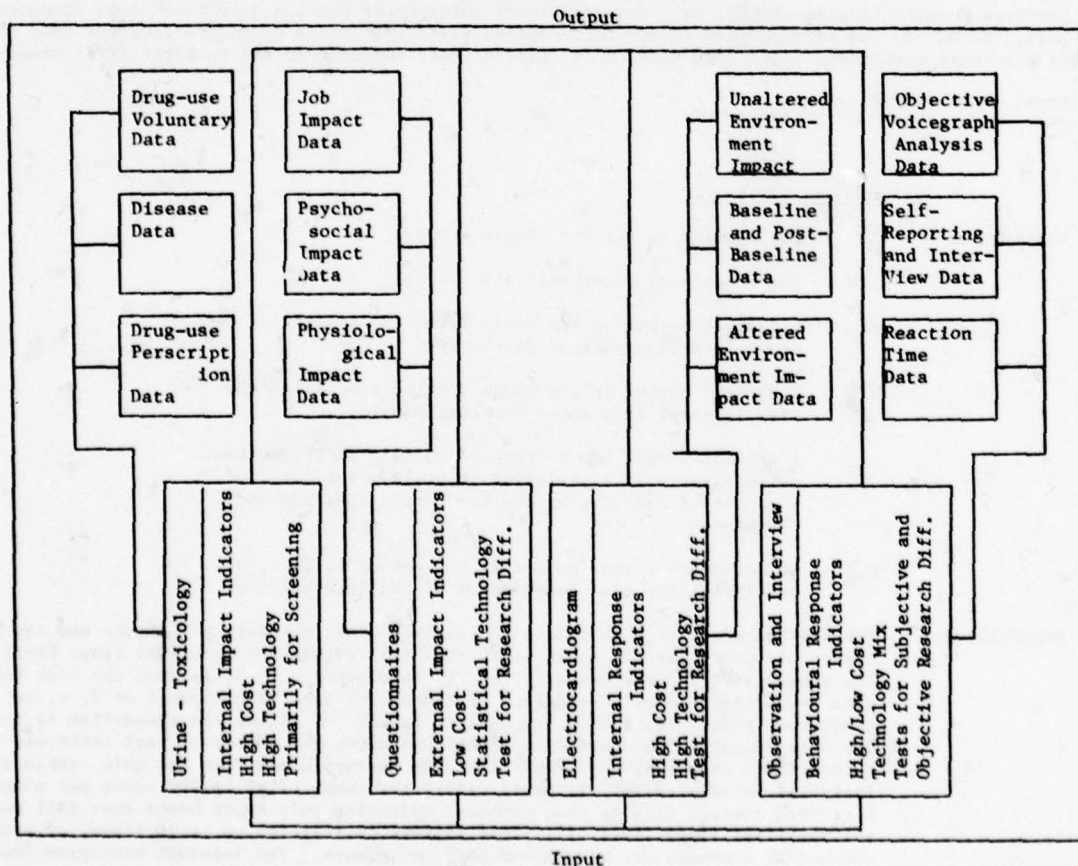 Output
Drug-use
Voluntary
Data
Job
Impact
Data
Unaltered
Environ-
ment
Impact
Objective
Voicegraph
Analysis
Data
Disease
Data
Psycho-
social
Impact
Data
Baseline
and Post-
Baseline
Data
Self-
Reporting
and Inter-
View Data
Drug-use
Perscript
ion
Data
Physiolo-
gical
Impact
Data
Altered
Environ-
ment Im-
pact Data
Reaction
Time
Data
Urine - Toxiology
Internal Impact Indicators
High Cost
High Technology
Primarily for Screening
Questionnaires
External Impact Indicators
Low Cost
Statistical Technology
Test for Research Diff.
Electrocardiogram
Internal Response
Indicators
High Cost
High Technology
Test for Research Diff.
Observation and Interview
Behavioural Response
Indicators
High/Low Cost
Technology Mix
Tests for Subjective and
Objective Research Diff.
Input